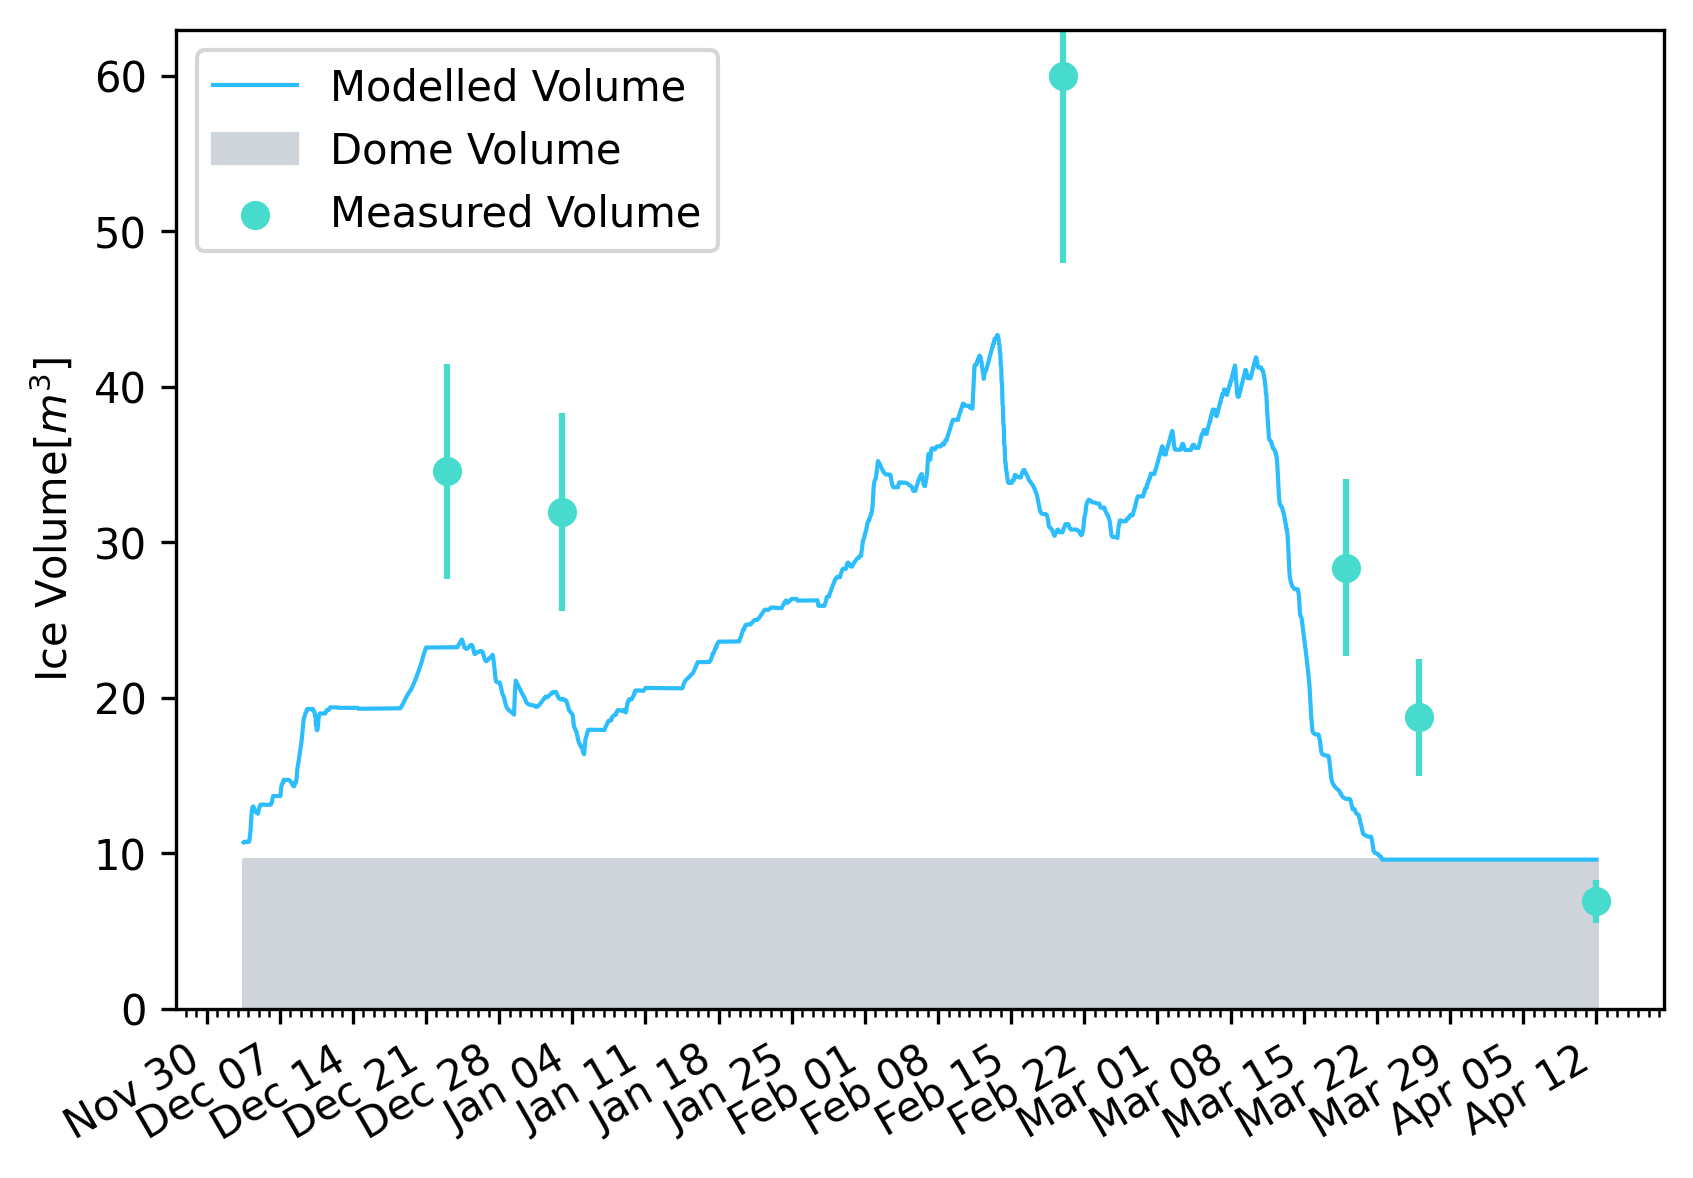 Modelled Volume
Dome Volume
Measured Volume
Ice Volume[m³]
60
50
40
30
20
10
0
Nov 30
Dec 07
Dec 14
Dec 21
Dec 28
Jan 04
Jan 11
Jan 18
Jan 25
Feb 01
Feb 08
Feb 15
Feb 22
Mar 01
Mar 08
Mar 15
Mar 22
Mar 29
Apr 05
Apr 12